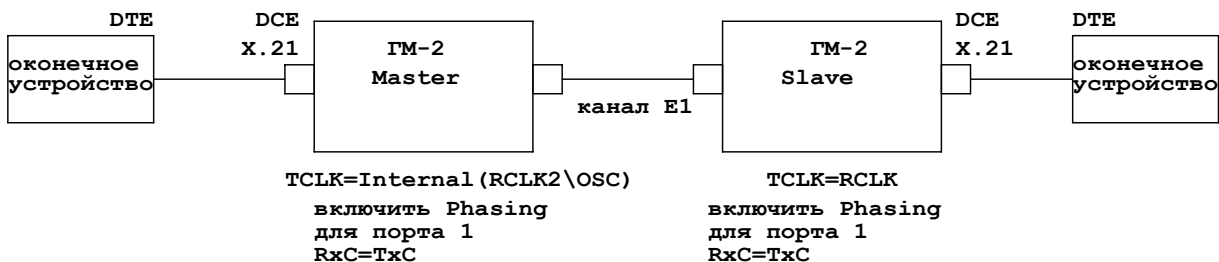 DTE DCE DCE DTE
X.21 ГМ-2 ГМ-2 X.21
оконечное Master Slave оконечное
устройство устройство
канал E1
TCLK=Internal(RCLK2\OSC) TCLK=RCLK
включить Phasing включить Phasing
для порта 1 для порта 1
RxC=TxC RxC=TxC